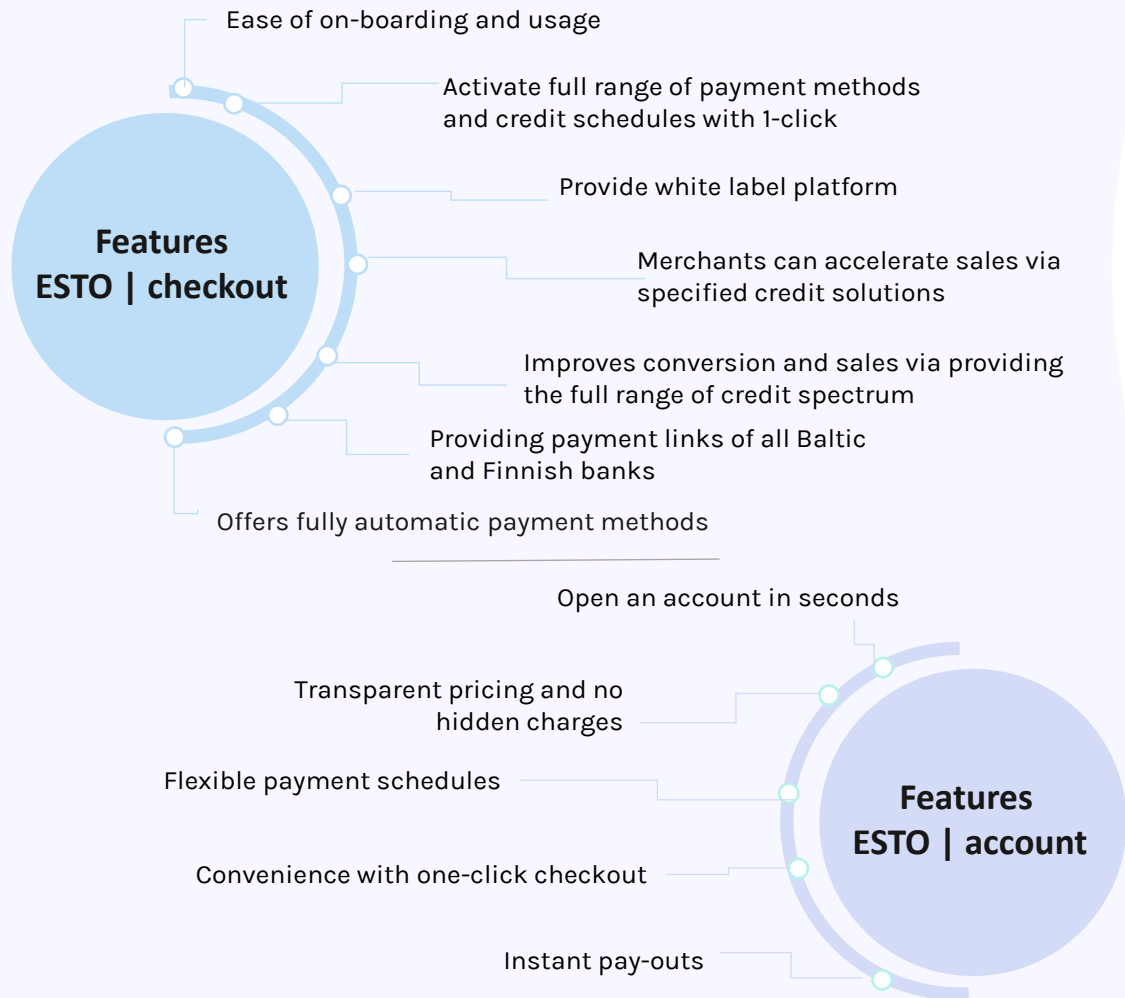 Ease of on-boarding and usage
Activate full range of payment methods
and credit schedules with 1-click
Provide white label platform
Features
ESTO | checkout
Merchants can accelerate sales via
specified credit solutions
Improves conversion and sales via providing
the full range of credit spectrum
Providing payment links of all Baltic
and Finnish banks
Offers fully automatic payment methods
Open an account in seconds
Transparent pricing and no
hidden charges
Flexible payment schedules
Features
ESTO | account
Convenience with one-click checkout
Instant pay-outs